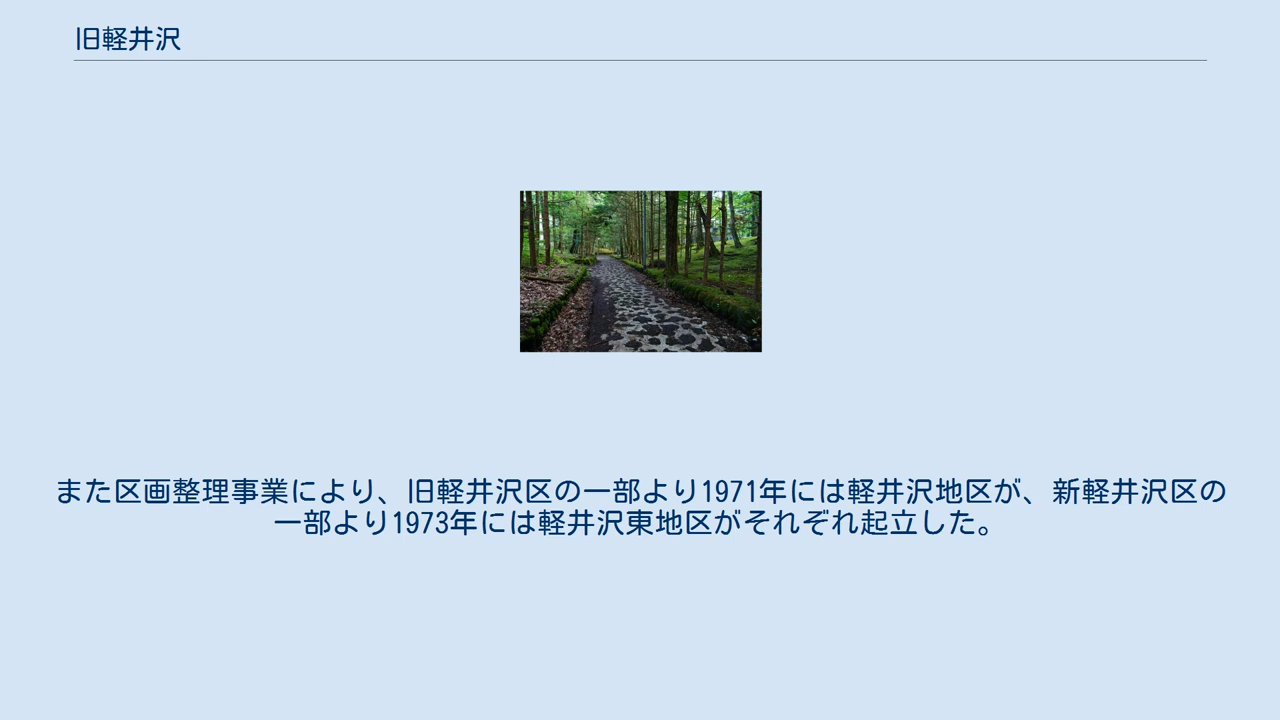 旧軽井沢
また区画整理事業により、旧軽井沢区の一部より1971年には軽井沢地区が、新軽井沢区の
一部より1973年には軽井沢東地区がそれぞれ起立した。